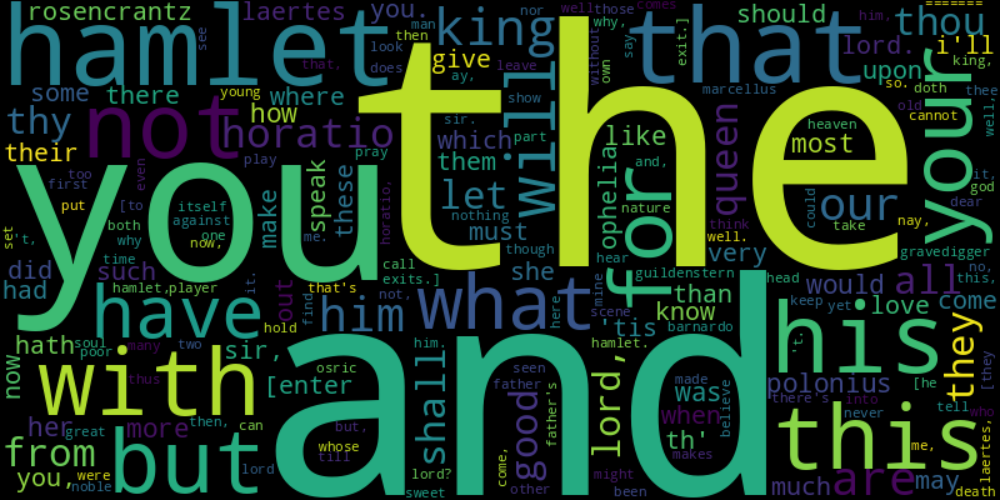 rosencrantz
laertes
you.
hamlet
see
that,
look
does
man
then
king
nor
well
those
why,
say
comes
exit.]
that
should
him,
thou
=======
lord.
i'll
king,
upon
so.
doth
thee
well,
give
ay,
leave
without
own
some
there
young
where
how
the
show
will
marcellus
old
cannot
thy
not
horatio
sir.
which
part
like
heaven
most
your
their
even
play
pray
them
and,
queen
too
first
you
speak
these
let
ophelia
for
could
it,
god
put
[to
itself
against
one
now,
make
horatio,
nothing
must
nature
think
our
take
dear
set
't,
both
why
me.
though
hear
well.
nay,
gravedigger
did
such
time
call
exits.]
she
very
guildenstern
head
would
all
no,
this,
had
hamlet,player
it.
out
that's
not,
mine
than
keep
yet
love
come
have
hold
find
him
what
here
scene
'tis
know
barnardo
his
they
hath
soul
poor
many
two
sir,
him.
hamlet.
't.
now
with
thus
osric
[enter
and
shall
seen
father
father's
lord,
made
was
believe
polonius
there's
into
[he
[they
her
great
more
then,
can
but,
whose
till
good
when
th'
makes
this
never
tell
who
me,
laertes,
from
but
you,
were
noble
lord
lord?
sweet
come,
other
might
been
much
are
may
death